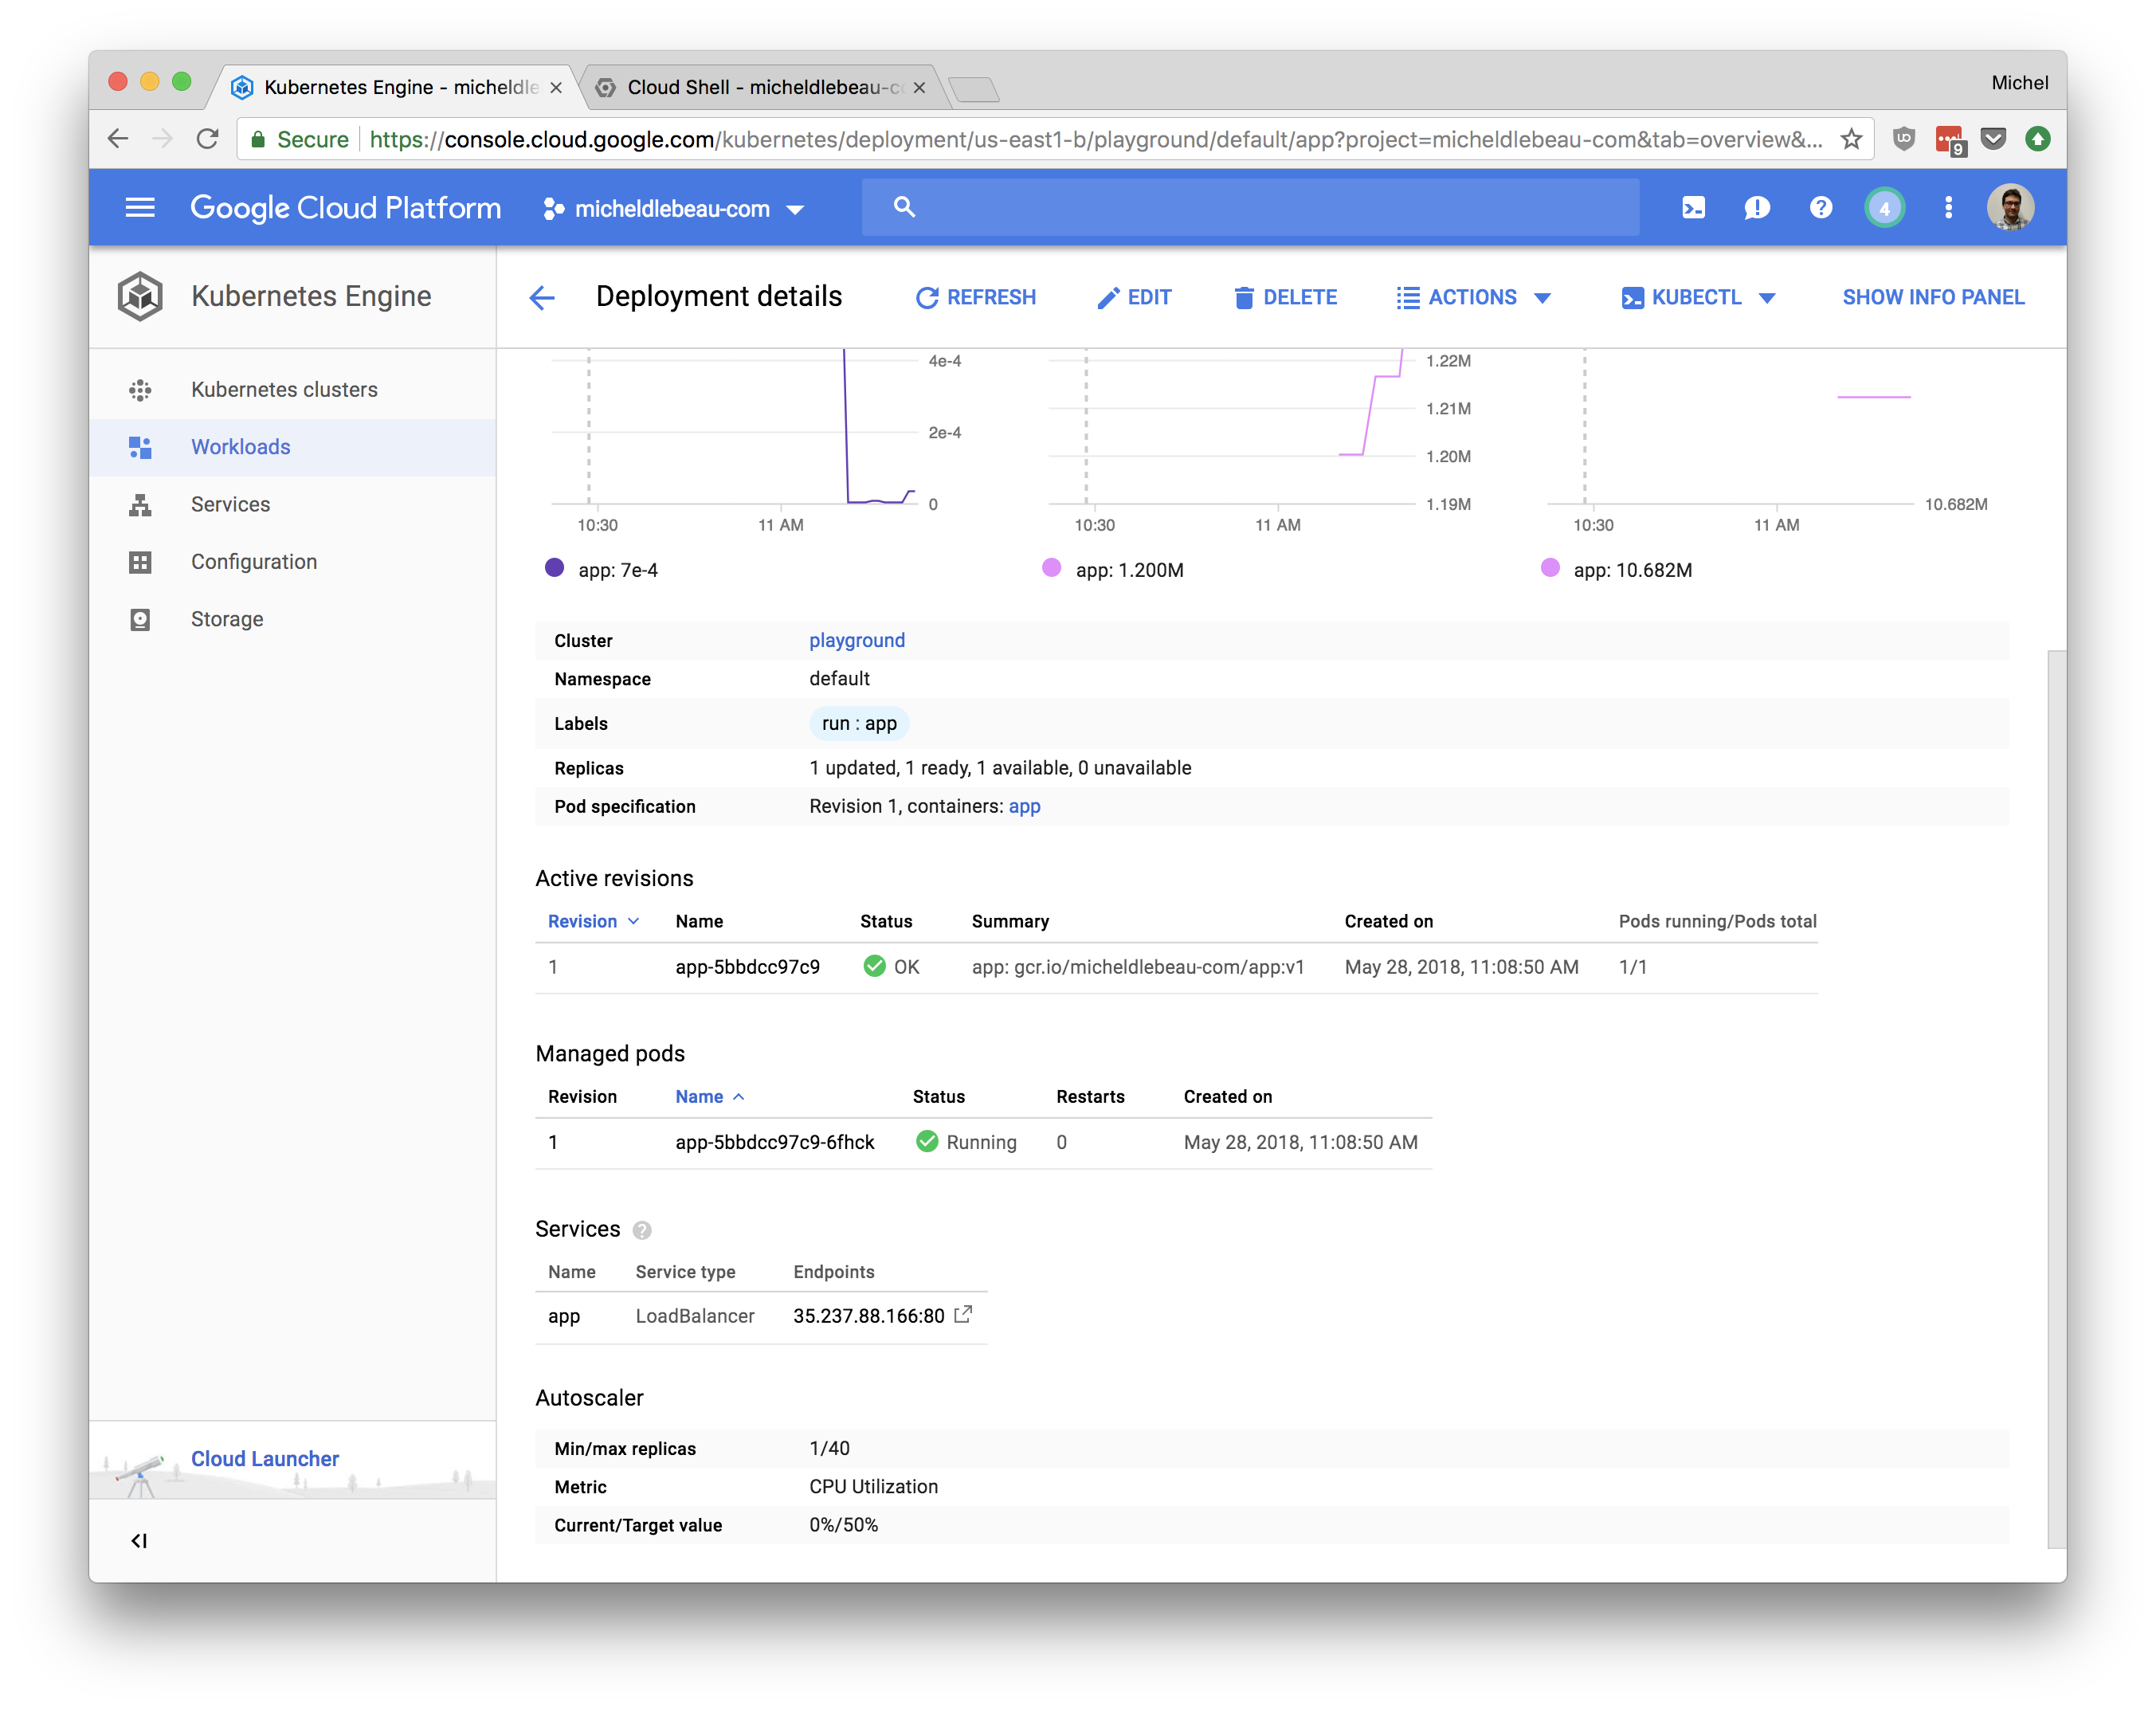 Kubernetes Engine - micheldle
Cloud Shell - micheldlebeau-c
Michel
Secure https://console.cloud.google.com/kubernetes/deployment/us-east1-b/playground/default/app?project=micheldlebeau-com&tab=overview&...
9
Google Cloud Platform micheldlebeau-com
4
Kubernetes Engine
Deployment details REFRESH EDIT DELETE ACTIONS KUBECTL SHOW INFO PANEL
Kubernetes clusters
Workloads
Services
Configuration
Storage
4e-4
2e-4
0
10:30 11 AM
app: 7e-4
1.22M
1.21M
1.20M
1.19M
10:30 11 AM
app: 1.200M
10.682M
10:30 11 AM
app: 10.682M
Cluster playground
Namespace default
Labels run : app
Replicas 1 updated, 1 ready, 1 available, 0 unavailable
Pod specification Revision 1, containers: app
Active revisions
Revision Name Status Summary Created on Pods running/Pods total
1 app-5bbdcc97c9 OK app: gcr.io/micheldlebeau-com/app:v1 May 28, 2018, 11:08:50 AM 1/1
Managed pods
Revision Name Status Restarts Created on
1 app-5bbdcc97c9-6fhck Running 0 May 28, 2018, 11:08:50 AM
Services
Name Service type Endpoints
app LoadBalancer 35.237.88.166:80
Autoscaler
Min/max replicas 1/40
Metric CPU Utilization
Current/Target value 0%/50%
Cloud Launcher